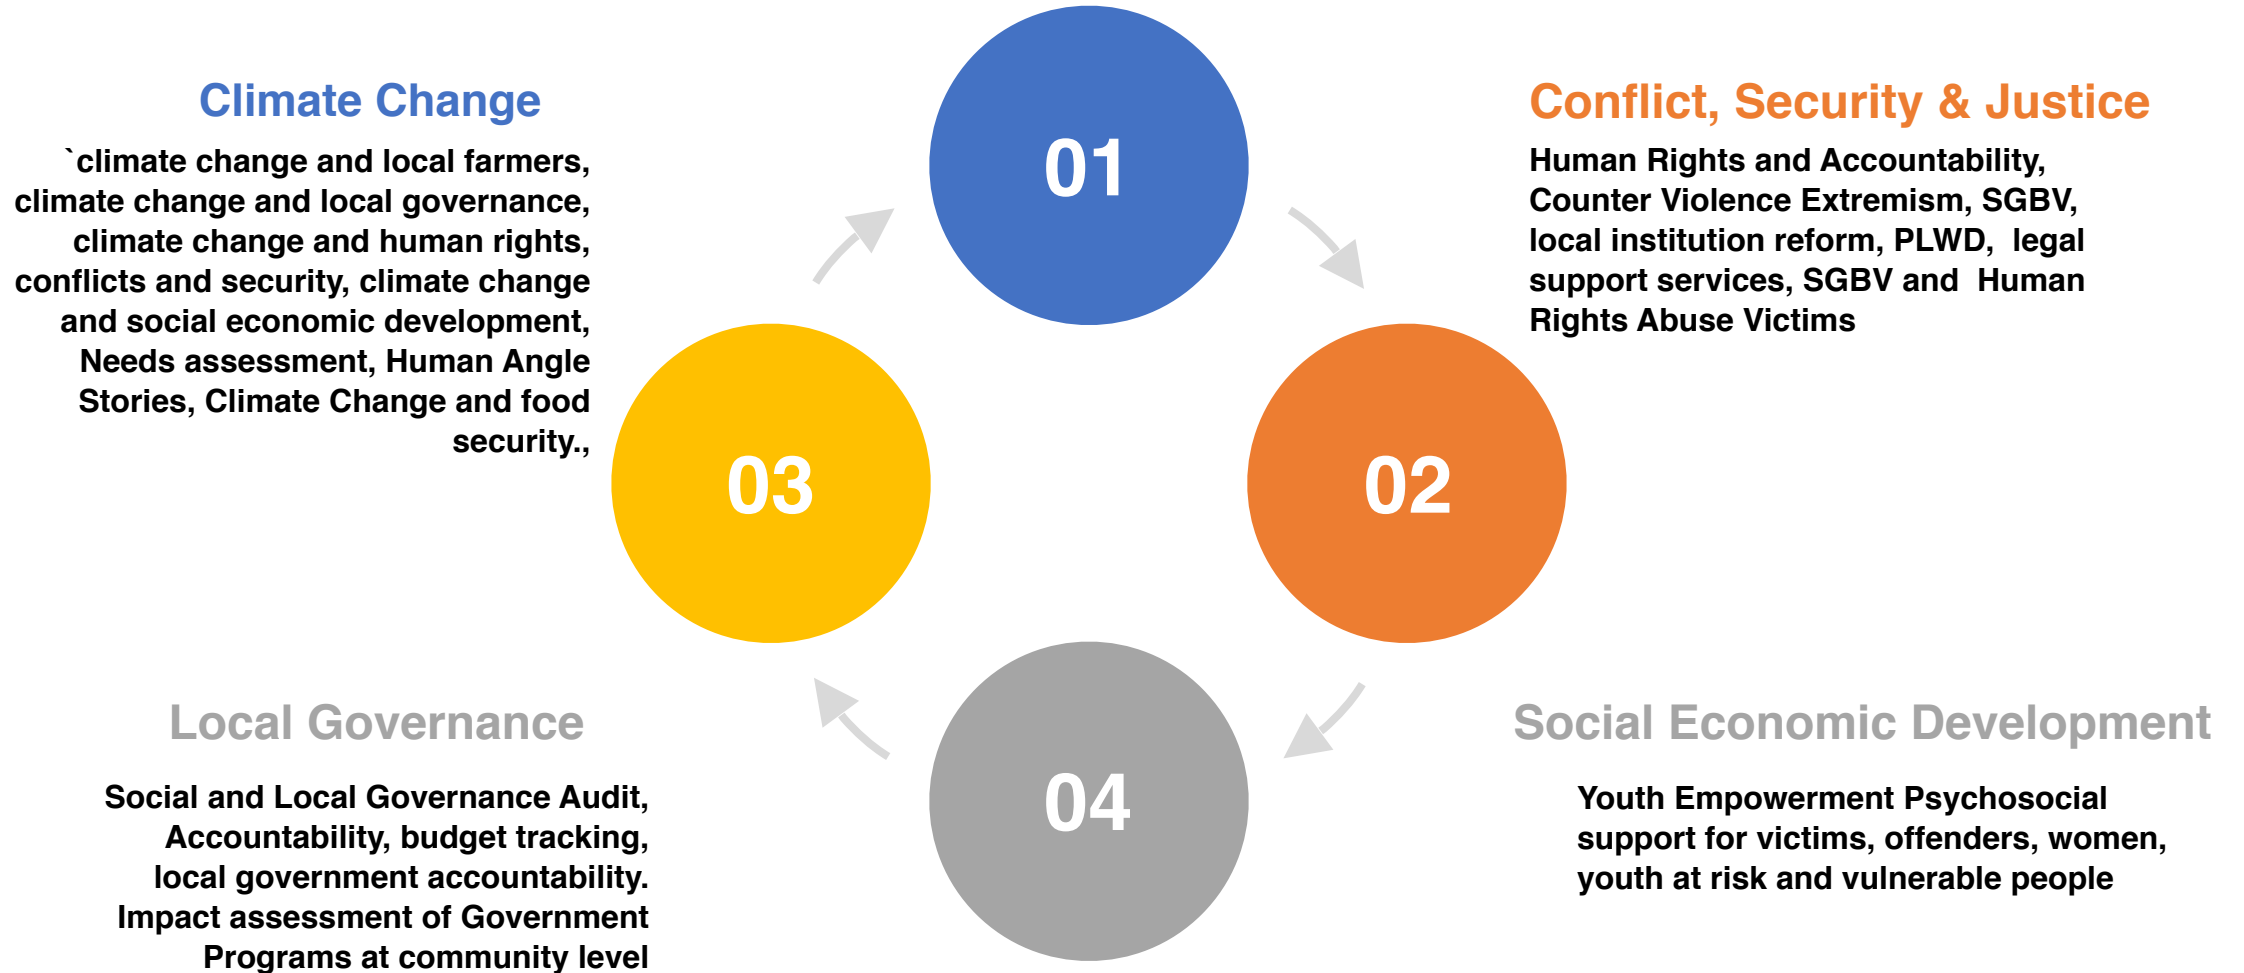 01
Climate Change
`climate change and local farmers,
climate change and local governance,
climate change and human rights,
conflicts and security, climate change
and social economic development,
Needs assessment, Human Angle
Stories, Climate Change and food
security.,
Conflict, Security & Justice
Human Rights and Accountability,
Counter Violence Extremism, SGBV,
local institution reform, PLWD,  legal
support services, SGBV and  Human
Rights Abuse Victims
03
02
04
Local Governance
Social and Local Governance Audit,
Accountability, budget tracking,
local government accountability.
Impact assessment of Government
Programs at community level
Social Economic Development
Youth Empowerment Psychosocial
support for victims, offenders, women,
youth at risk and vulnerable people